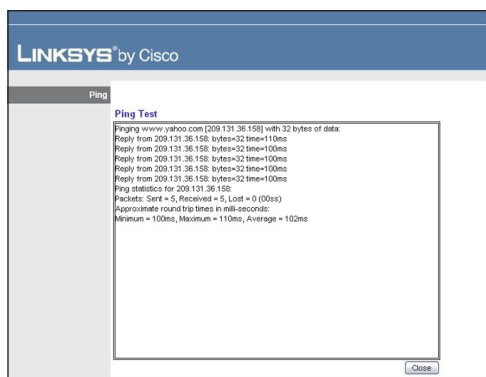 LINKSYS® by Cisco
Ping
Ping Test
Pinging www.yahoo.com [209.131.36.158] with 32 bytes of data:
Reply from 209.131.36.158: bytes=32 time=110ms
Reply from 209.131.36.158: bytes=32 time=100ms
Reply from 209.131.36.158: bytes=32 time=100ms
Reply from 209.131.36.158: bytes=32 time=100ms
Reply from 209.131.36.158: bytes=32 time=100ms
Ping statistics for 209.131.36.158:
Packets: Sent = 5, Received = 5, Lost = 0 (00ss)
Approximate round trip times in milli-seconds:
Minimum = 100ms, Maximum = 110ms, Average = 102ms
Close